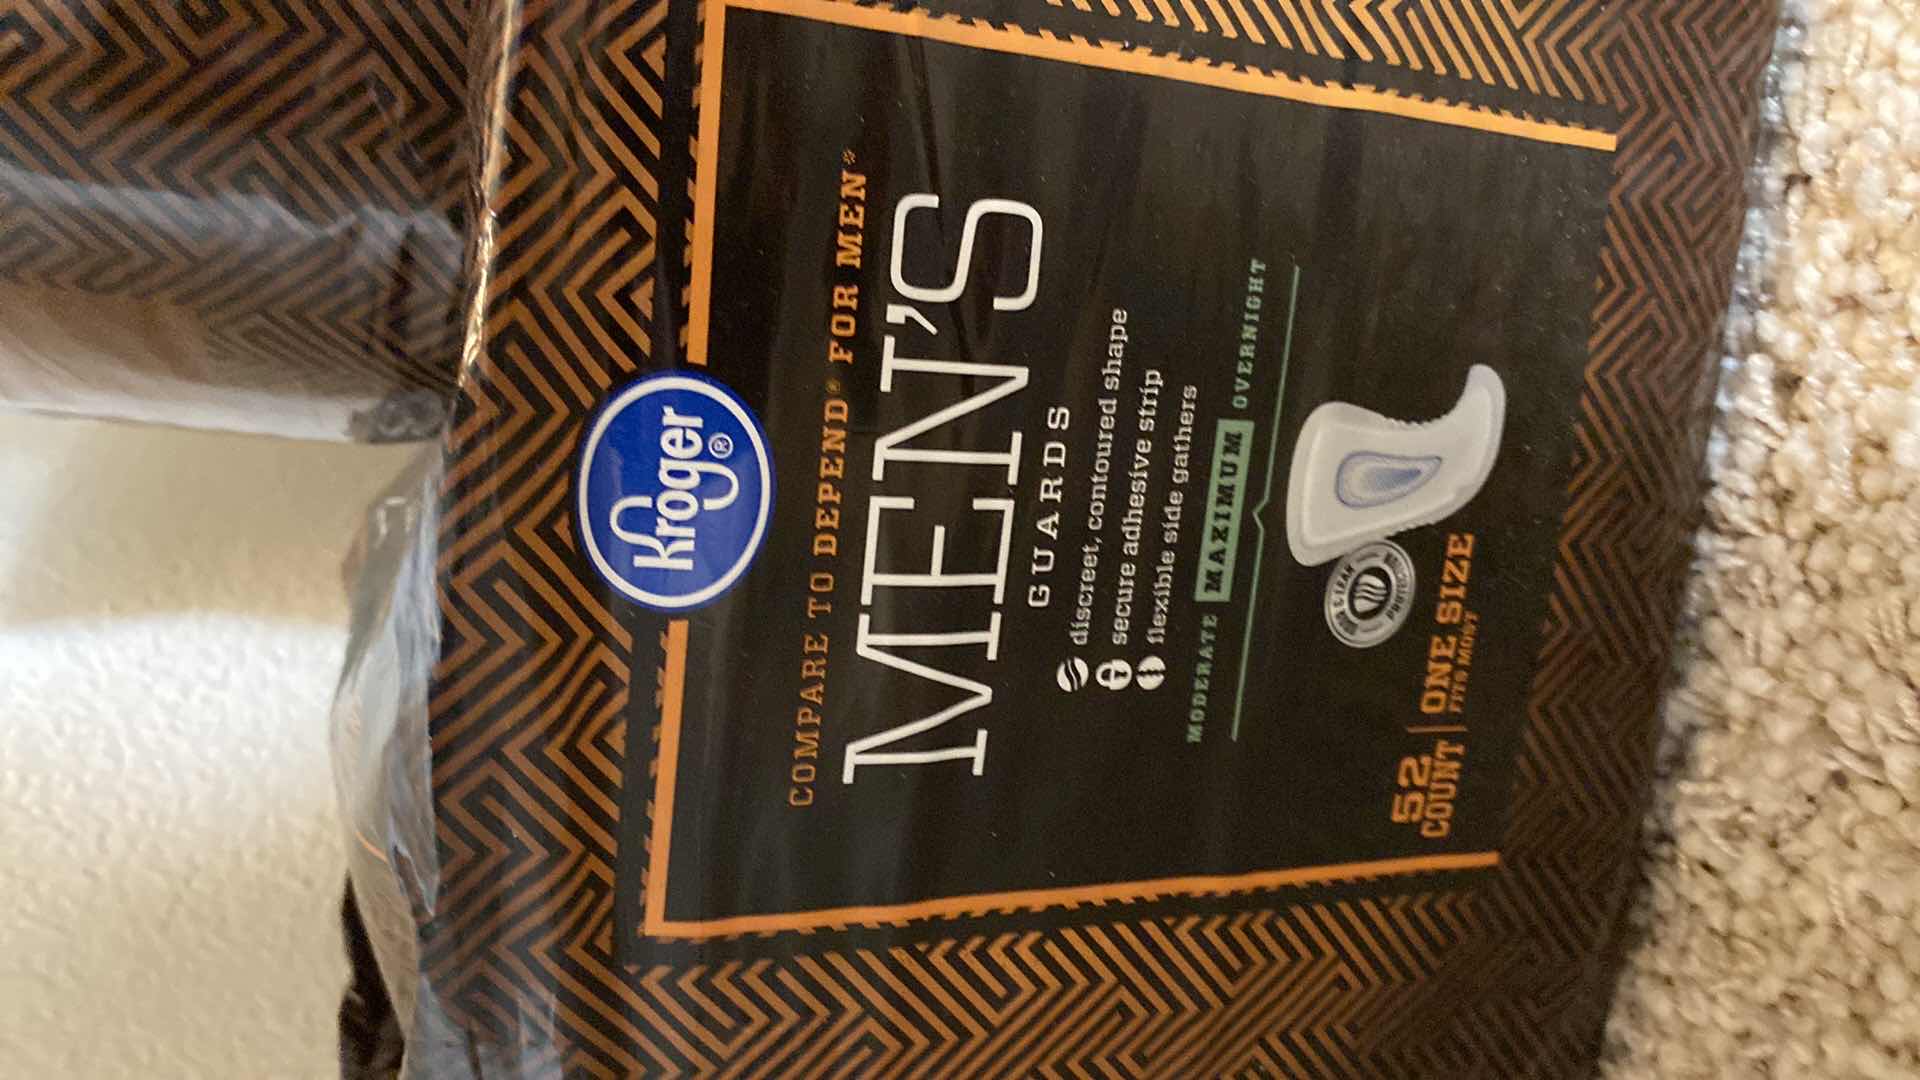 Kroger®
COMPARE TO DEPEND® FOR MEN*
MEN'S
GUARDS
discreet, contoured shape
secure adhesive strip
flexible side gathers
MODERATE MAXIMUM OVERNIGHT
52
COUNT
ONE SIZE
FITS MOST